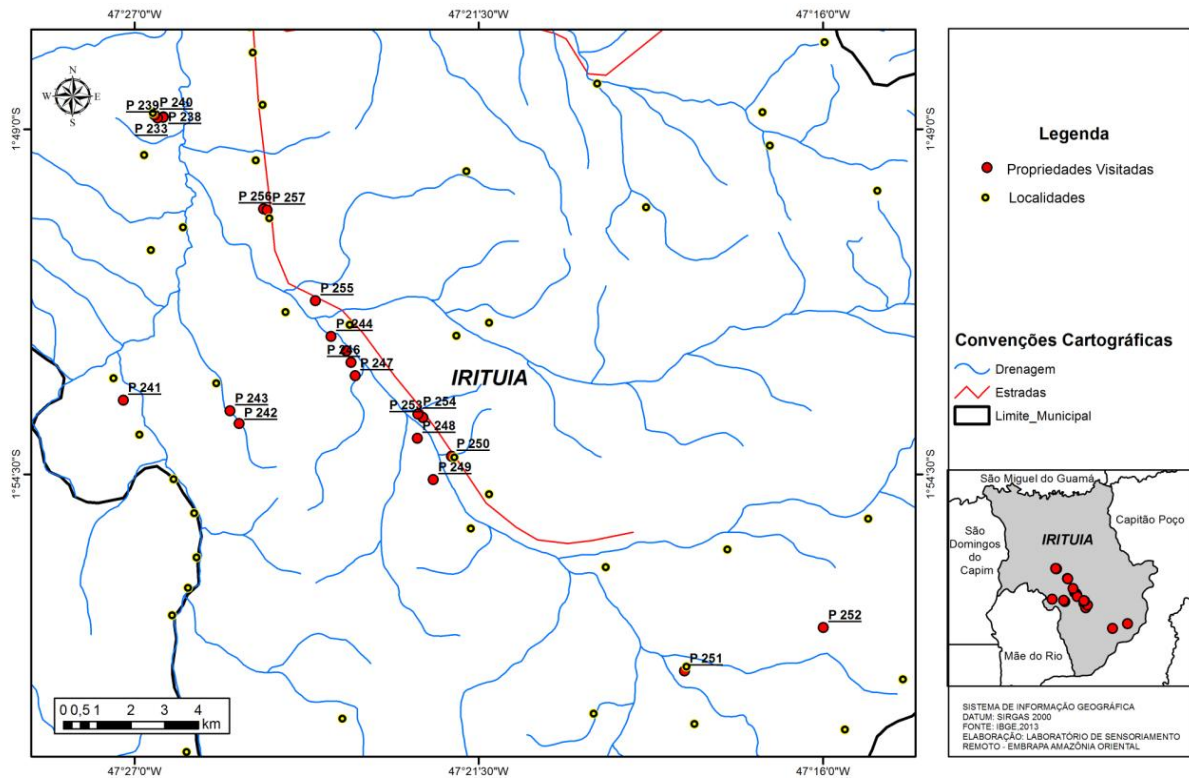 47°27'0"W 47°21'30"W 47°16'0"W
1°49'0"S
1°54'30"S
N
W E
S
P 239 P 240
P 238
P 233
P 256 P 257
P 255
P 244
P 246
P 247
IRITUIA
P 241
P 243
P 242
P 253 P 254
P 248
P 250
P 249
P 252
P 251
0 0,5 1 2 3 4
km
1°49'0"S
1°54'30"S
47°27'0"W 47°21'30"W 47°16'0"W
Legenda
Propriedades Visitadas
Localidades
Convenções Cartográficas
Drenagem
Estradas
Limite_Municipal
São Miguel do Guamá
Capitão Poço
São
Domingos
do
Capim
IRITUIA
Mãe do Rio
SISTEMA DE INFORMAÇÃO GEOGRÁFICA
DATUM: SIRGAS 2000
FONTE: IBGE,2013
ELABORAÇÃO: LABORATÓRIO DE SENSORIAMENTO
REMOTO - EMBRAPA AMAZÔNIA ORIENTAL